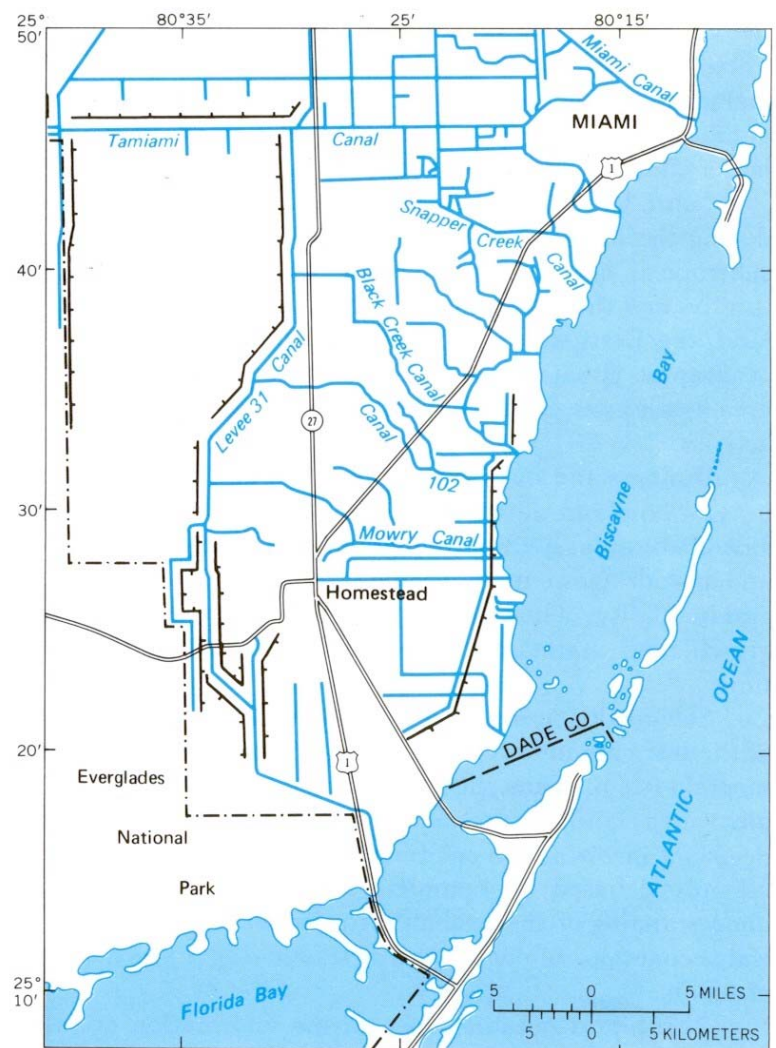 25°
50'
80° 35'
25'
80° 15'
Miami Canal
MIAMI
Tamiami Canal
1
Snapper Creek Canal
40'
Black Creek Canal
Bay
Levee 31 Canal
Canal 102
27
30'
Biscayne
Mowry Canal
Homestead
OCEAN
DADE CO
20'
1
Everglades
National
Park
ATLANTIC
25°
10'
Florida Bay
5 0 5 MILES
5 0 5 KILOMETERS